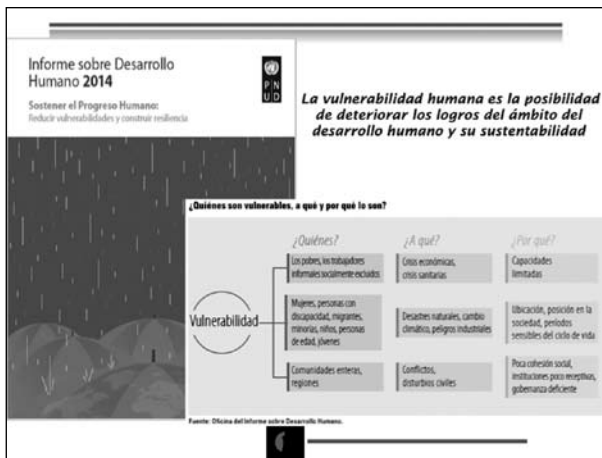 Informe sobre Desarrollo
Humano 2014
Sostener el Progreso Humano:
Reducir vulnerabilidades y construir resiliencia
P N
U D
La vulnerabilidad humana es la posibilidad
de deteriorar los logros del ámbito del
desarrollo humano y su sustentabilidad
¿Quiénes son vulnerables, a qué y por qué lo son?
¿Quiénes?
¿A qué?
¿Por qué?
Los pobres, los trabajadores
informales socialmente excluidos
Crisis económicas,
crisis sanitarias
Capacidades
limitadas
Vulnerabilidad
Mujeres, personas con
discapacidad, migrantes,
minorías, niños, personas
de edad, jóvenes
Desastres naturales, cambio
climático, peligros industriales
Ubicación, posición en la
sociedad, períodos
sensibles del ciclo de vida
Comunidades enteras,
regiones
Conflictos,
disturbios civiles
Poca cohesión social,
instituciones poco receptivas,
gobernanza deficiente
Fuente: Oficina del Informe sobre Desarrollo Humano.